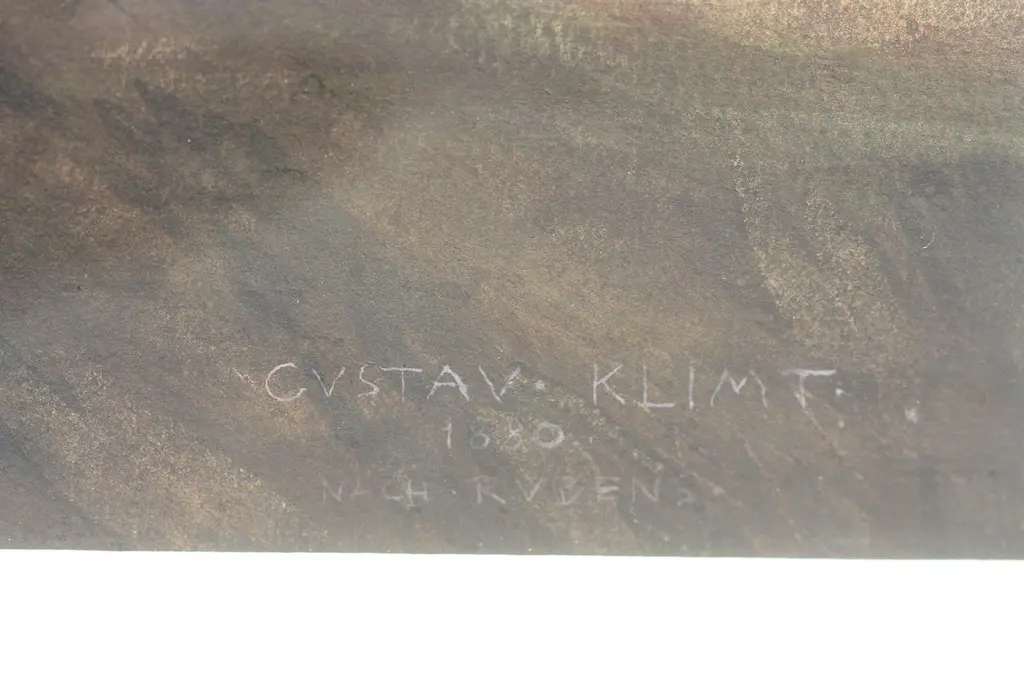 GVSTAV KLIMT.
1880.
NACH RVBENS